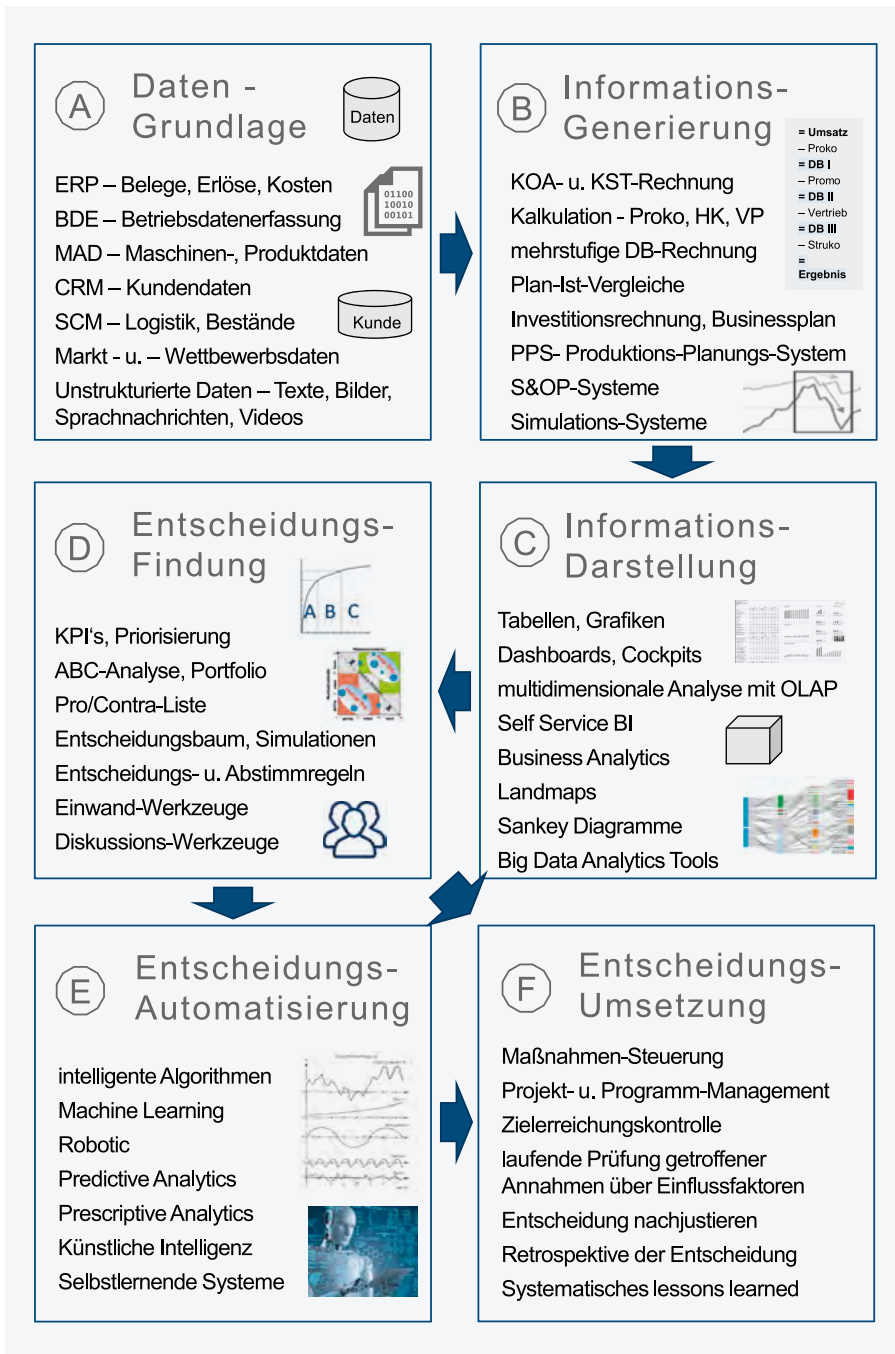 A
Daten -
Grundlage
Daten
ERP – Belege, Erlöse, Kosten
01100
10010
00101
BDE – Betriebsdatenerfassung
MAD – Maschinen-, Produktdaten
CRM – Kundendaten
SCM – Logistik, Bestände
Kunde
Markt - u. – Wettbewerbsdaten
Unstrukturierte Daten – Texte, Bilder,
Sprachnachrichten, Videos
B
Informations-
Generierung
= Umsatz
– Proko
= DB I
– Promo
= DB II
– Vertrieb
= DB III
– Struko
=
Ergebnis
KOA- u. KST-Rechnung
Kalkulation - Proko, HK, VP
mehrstufige DB-Rechnung
Plan-Ist-Vergleiche
Investitionsrechnung, Businessplan
PPS- Produktions-Planungs-System
S&OP-Systeme
Simulations-Systeme
D
Entscheidungs-
Findung
A B C
KPI‘s, Priorisierung
ABC-Analyse, Portfolio
Pro/Contra-Liste
Entscheidungsbaum, Simulationen
Entscheidungs- u. Abstimmregeln
Einwand-Werkzeuge
Diskussions-Werkzeuge
C
Informations-
Darstellung
Tabellen, Grafiken
Dashboards, Cockpits
multidimensionale Analyse mit OLAP
Self Service BI
Business Analytics
Landmaps
Sankey Diagramme
Big Data Analytics Tools
E
Entscheidungs-
Automatisierung
intelligente Algorithmen
Machine Learning
Robotic
Predictive Analytics
Prescriptive Analytics
Künstliche Intelligenz
Selbstlernende Systeme
F
Entscheidungs-
Umsetzung
Maßnahmen-Steuerung
Projekt- u. Programm-Management
Zielerreichungskontrolle
laufende Prüfung getroffener
Annahmen über Einflussfaktoren
Entscheidung nachjustieren
Retrospektive der Entscheidung
Systematisches lessons learned